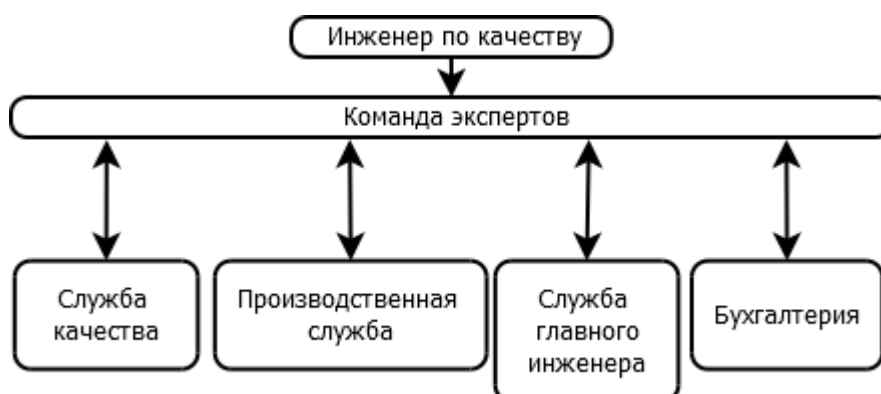 Инженер по качеству
Команда экспертов
Служба
качества
Производственная
служба
Служба
главного
инженера
Бухгалтерия